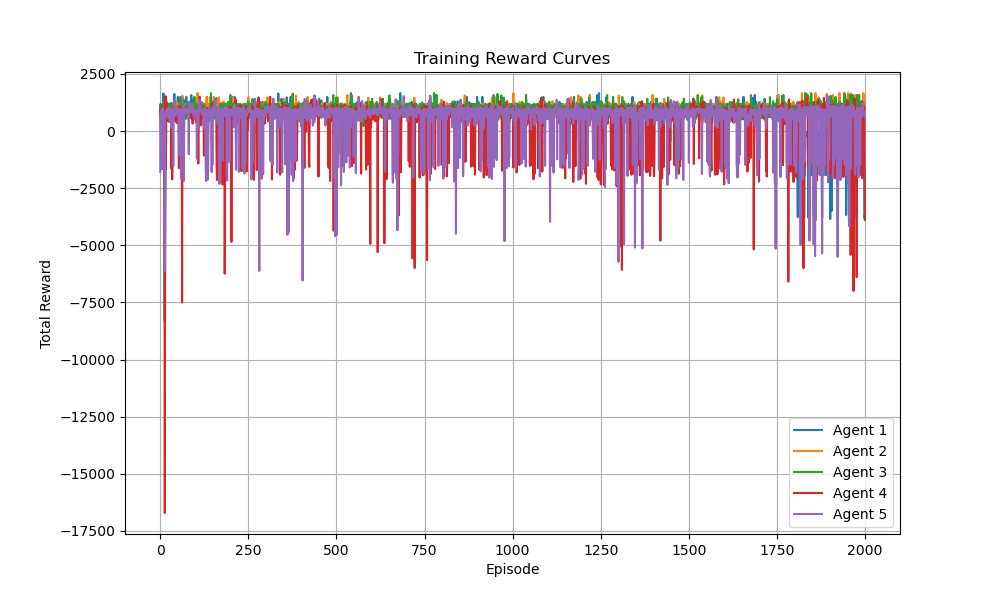 Training Reward Curves
Total Reward
2500
0
−2500
−5000
−7500
−10000
−12500
−15000
−17500
0 250 500 750 1000 1250 1500 1750 2000
Episode
Agent 1
Agent 2
Agent 3
Agent 4
Agent 5